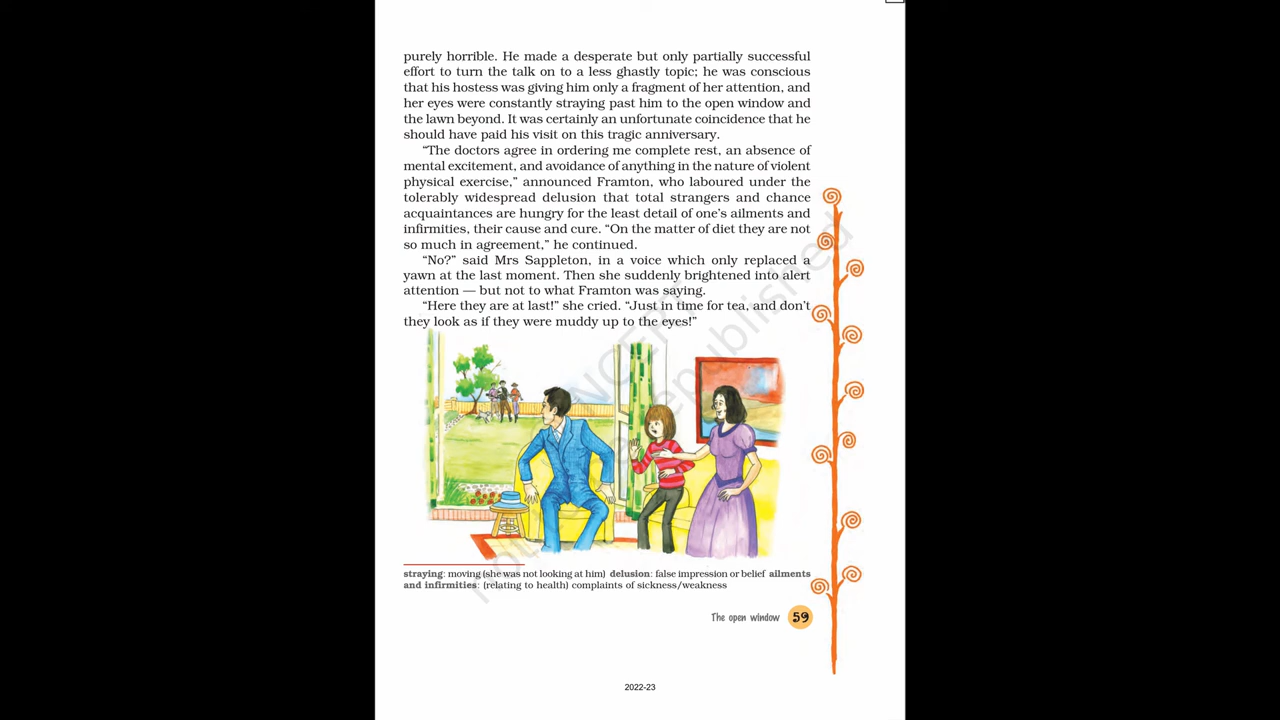 purely horrible. He made a desperate but only partially successful
effort to turn the talk on to a less ghastly topic; he was conscious
that his hostess was giving him only a fragment of her attention, and
her eyes were constantly straying past him to the open window and
the lawn beyond. It was certainly an unfortunate coincidence that he
should have paid his visit on this tragic anniversary.
“The doctors agree in ordering me complete rest, an absence of
mental excitement, and avoidance of anything in the nature of violent
physical exercise,” announced Framton, who laboured under the
tolerably widespread delusion that total strangers and chance
acquaintances are hungry for the least detail of one’s ailments and
infirmities, their cause and cure. “On the matter of diet they are not
so much in agreement,” he continued.
“No?” said Mrs Sappleton, in a voice which only replaced a
yawn at the last moment. Then she suddenly brightened into alert
attention — but not to what Framton was saying.
“Here they are at last!” she cried. “Just in time for tea, and don’t
they look as if they were muddy up to the eyes!”
straying: moving (she was not looking at him) delusion: false impression or belief ailments
and infirmities: (relating to health) complaints of sickness/weakness
The open window 59
2022-23